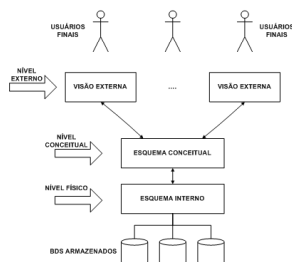 USUÁRIOS
FINAIS
USUÁRIOS
FINAIS
NÍVEL
EXTERNO
VISÃO EXTERNA
....
VISÃO EXTERNA
NÍVEL
CONCEITUAL
ESQUEMA CONCEITUAL
NÍVEL FÍSICO
ESQUEMA INTERNO
BDS ARMAZENADOS